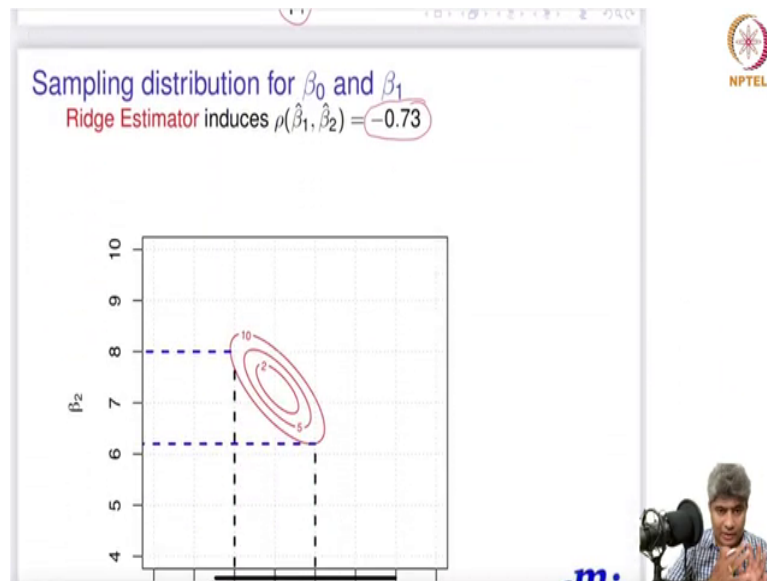 NPTEL
Sampling distribution for β₀ and β₁
Ridge Estimator induces ρ(β̂₁, β̂₂) = −0.73
10
9
8
7
6
5
4
β₂
10
2
5